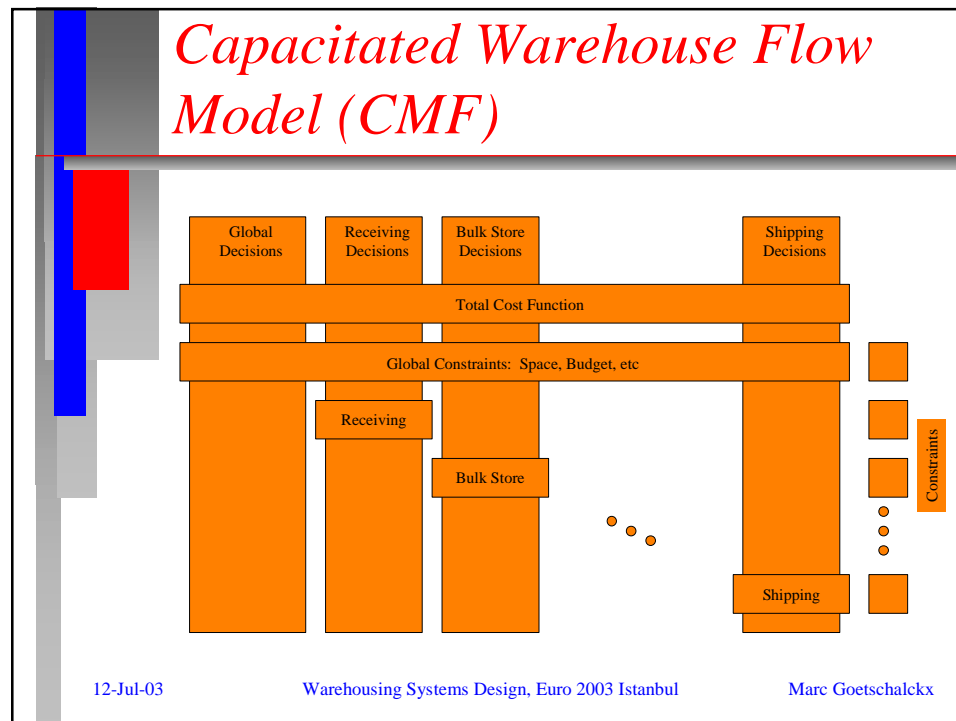 Capacitated Warehouse Flow
Model (CMF)
Global
Decisions
Receiving
Decisions
Bulk Store
Decisions
Shipping
Decisions
Total Cost Function
Global Constraints:  Space, Budget, etc
Receiving
Bulk Store
Constraints
Shipping
12-Jul-03
Warehousing Systems Design, Euro 2003 Istanbul
Marc Goetschalckx